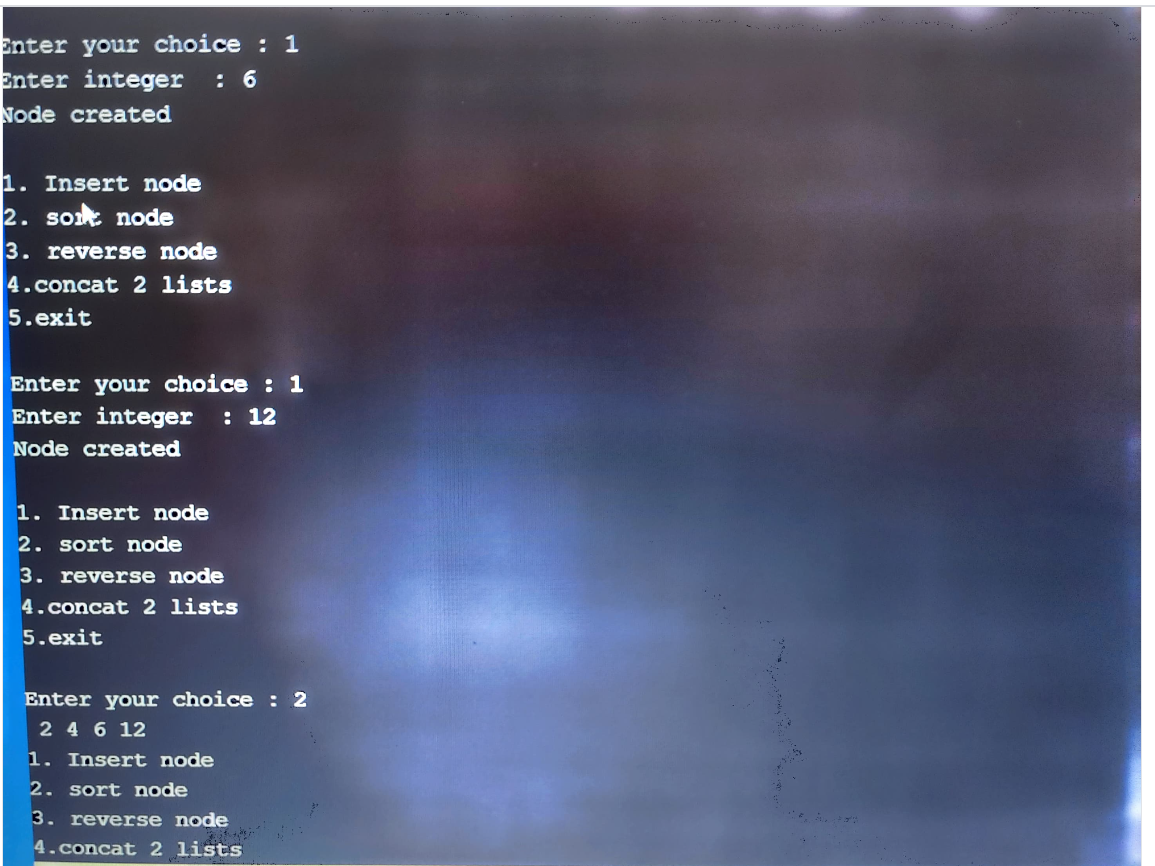 Enter your choice : 1
Enter integer  : 6
Node created
1. Insert node
2. sort node
3. reverse node
4.concat 2 lists
5.exit
Enter your choice : 1
Enter integer  : 12
Node created
1. Insert node
2. sort node
3. reverse node
4.concat 2 lists
5.exit
Enter your choice : 2
2 4 6 12
1. Insert node
2. sort node
3. reverse node
4.concat 2 lists